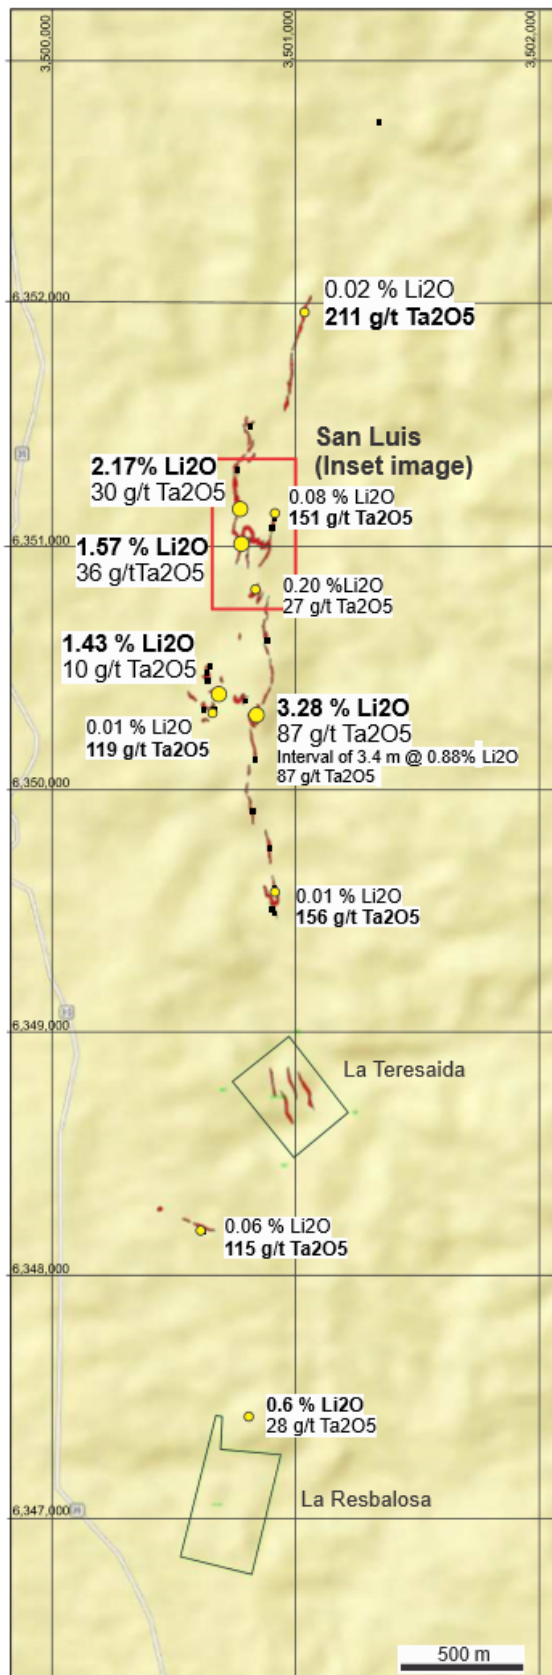 3,500,000
3,501,000
3,502,000
6,352,000
0.02 % Li2O
211 g/t Ta2O5
San Luis
(Inset image)
2.17% Li2O
30 g/t Ta2O5
0.08 % Li2O
151 g/t Ta2O5
6,351,000
1.57 % Li2O
36 g/tTa2O5
0.20 %Li2O
27 g/t Ta2O5
1.43 % Li2O
10 g/t Ta2O5
0.01 % Li2O
119 g/t Ta2O5
3.28 % Li2O
87 g/t Ta2O5
Interval of 3.4 m @ 0.88% Li2O
87 g/t Ta2O5
6,350,000
0.01 % Li2O
156 g/t Ta2O5
6,349,000
La Teresaida
0.06 % Li2O
115 g/t Ta2O5
6,348,000
0.6 % Li2O
28 g/t Ta2O5
La Resbalosa
6,347,000
500 m